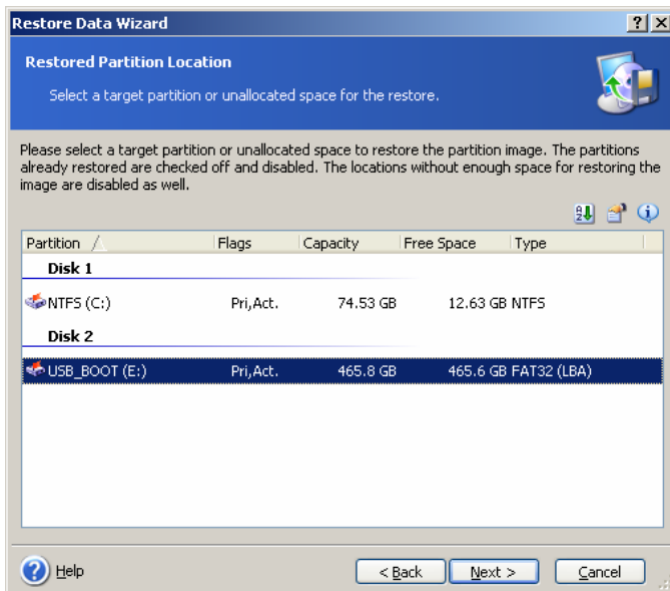 Restore Data Wizard
Restored Partition Location
Select a target partition or unallocated space for the restore.
Please select a target partition or unallocated space to restore the partition image. The partitions
already restored are checked off and disabled. The locations without enough space for restoring the
image are disabled as well.
Partition Flags Capacity Free Space Type
Disk 1
NTFS (C:) Pri,Act. 74.53 GB 12.63 GB NTFS
Disk 2
USB_BOOT (E:) Pri,Act. 465.8 GB 465.6 GB FAT32 (LBA)
Help < Back Next > Cancel